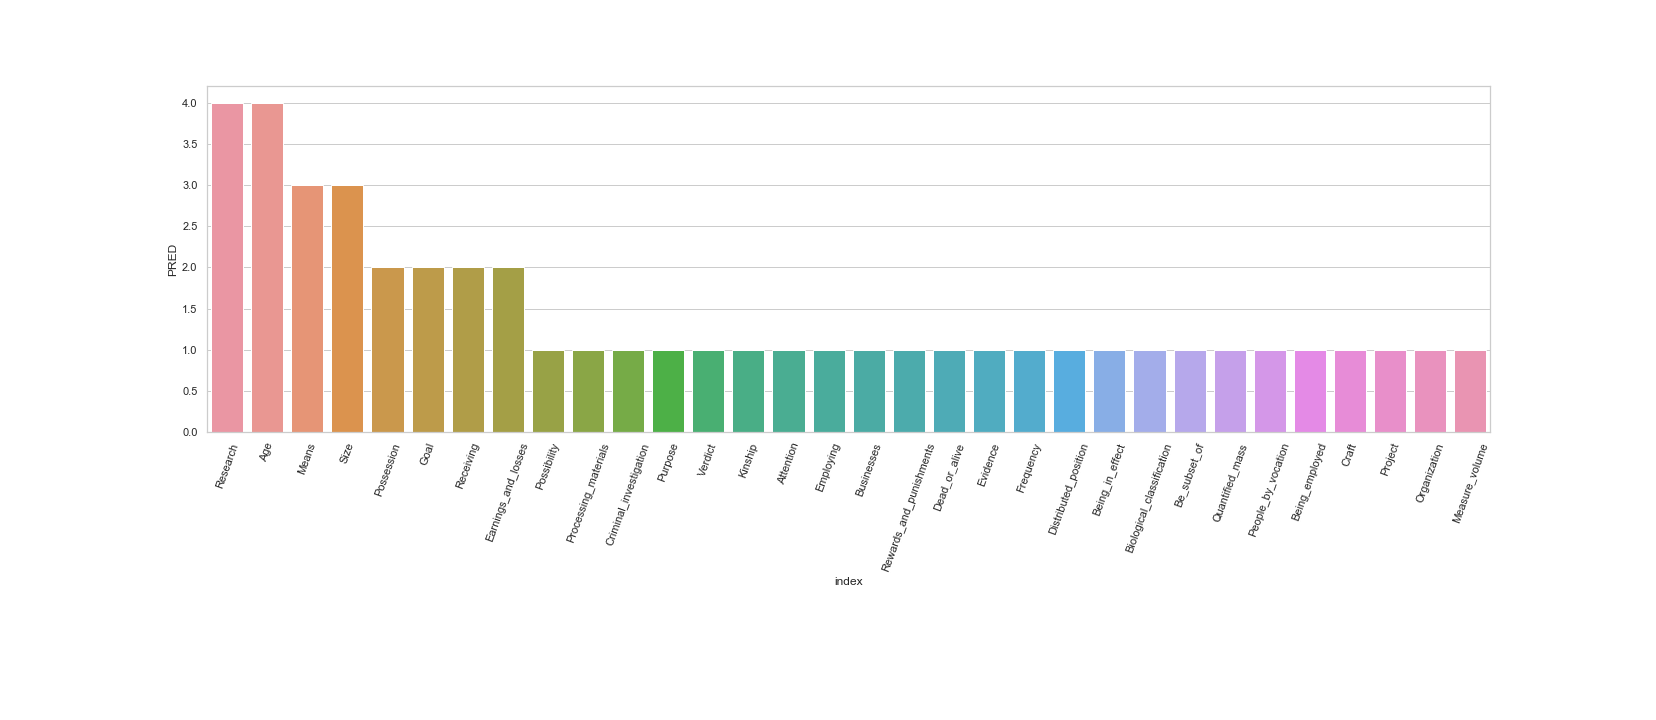 4.0
3.5
3.0
2.5
2.0
1.5
1.0
0.5
0.0
PRED
Research
Age
Means
Size
Possession
Goal
Receiving
Earnings_and_losses
Possibility
Processing_materials
Criminal_investigation
Purpose
Verdict
Kinship
Attention
Employing
Businesses
Rewards_and_punishments
Dead_or_alive
Evidence
Frequency
Distributed_position
Being_in_effect
Biological_classification
Be_subset_of
Quantified_mass
People_by_vocation
Being_employed
Craft
Project
Organization
Measure_volume
index